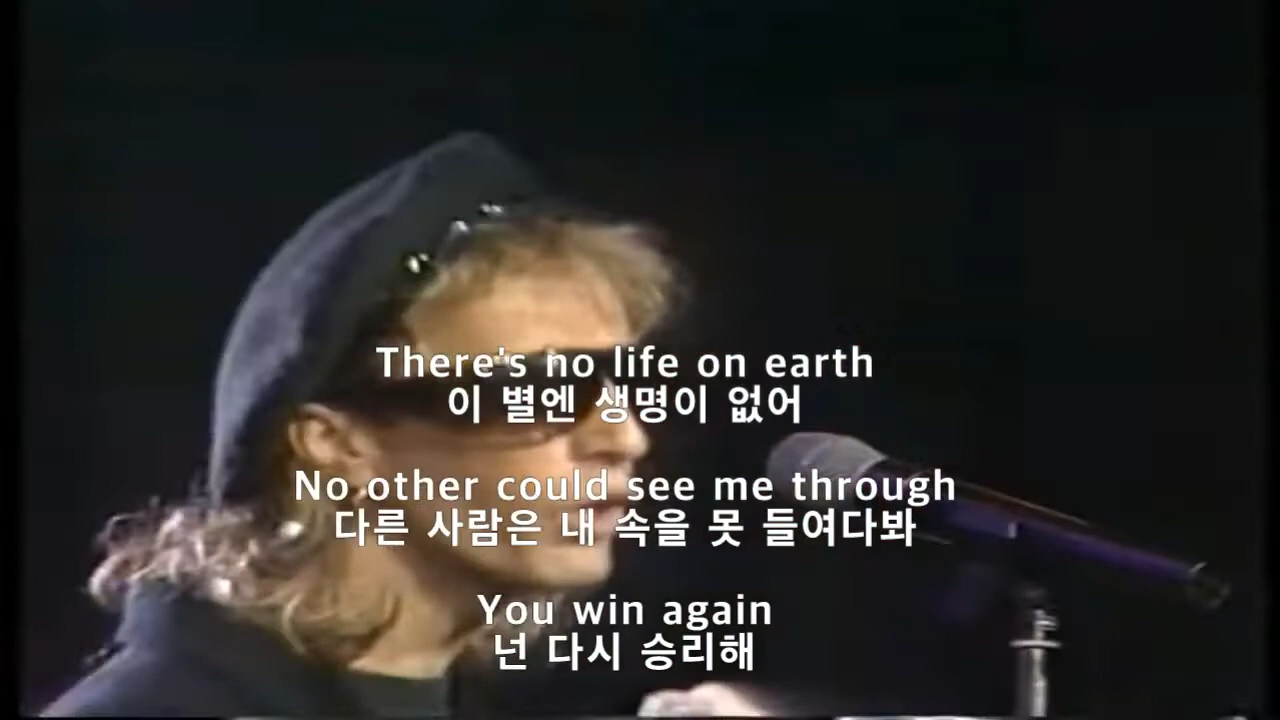 There's no life on earth
이 별엔 생명이 없어
No other could see me through
다른 사람은 내 속을 못 들여다봐
You win again
넌 다시 승리해